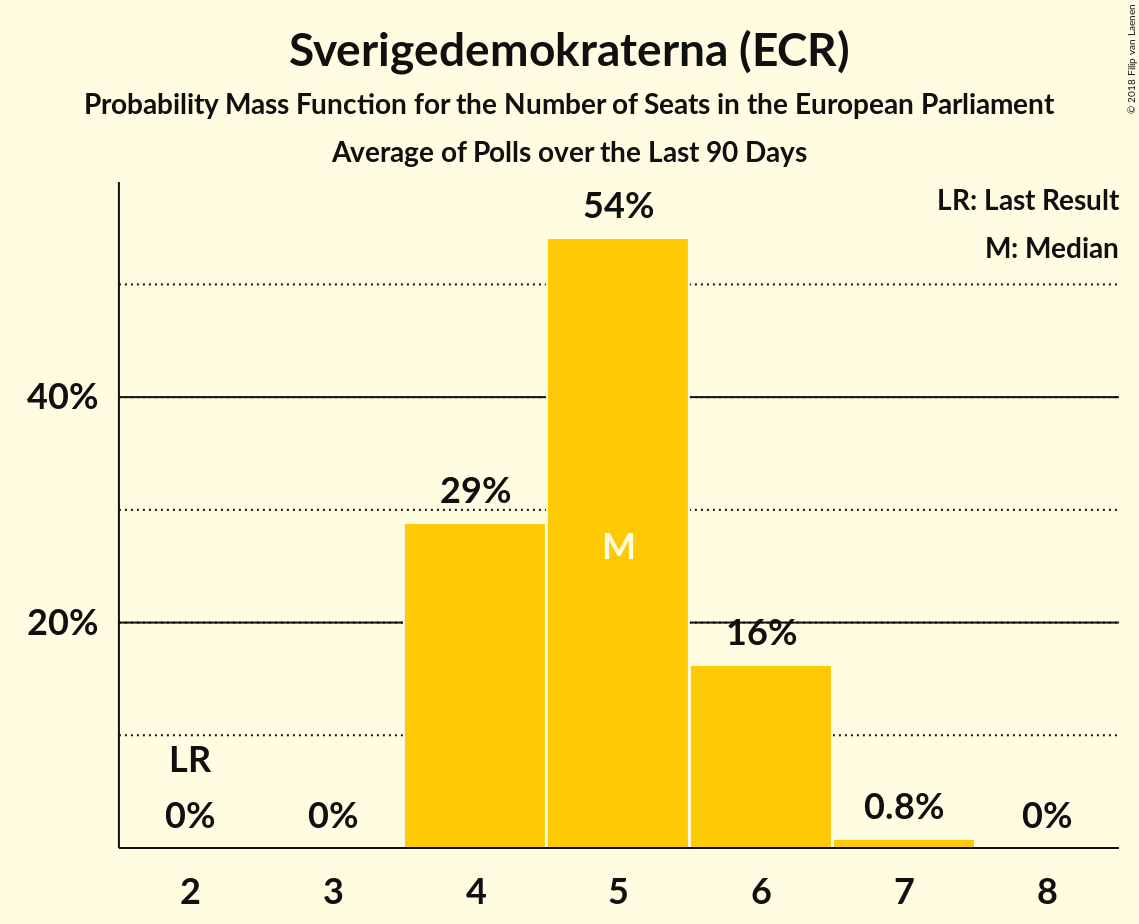 Sverigedemokraterna (ECR)
Probability Mass Function for the Number of Seats in the European Parliament
Average of Polls over the Last 90 Days
© 2018 Filip van Laenen
LR: Last Result
M: Median
54%
40%
29%
M
20%
16%
LR
0%
0%
0.8%
0%
2
3
4
5
6
7
8